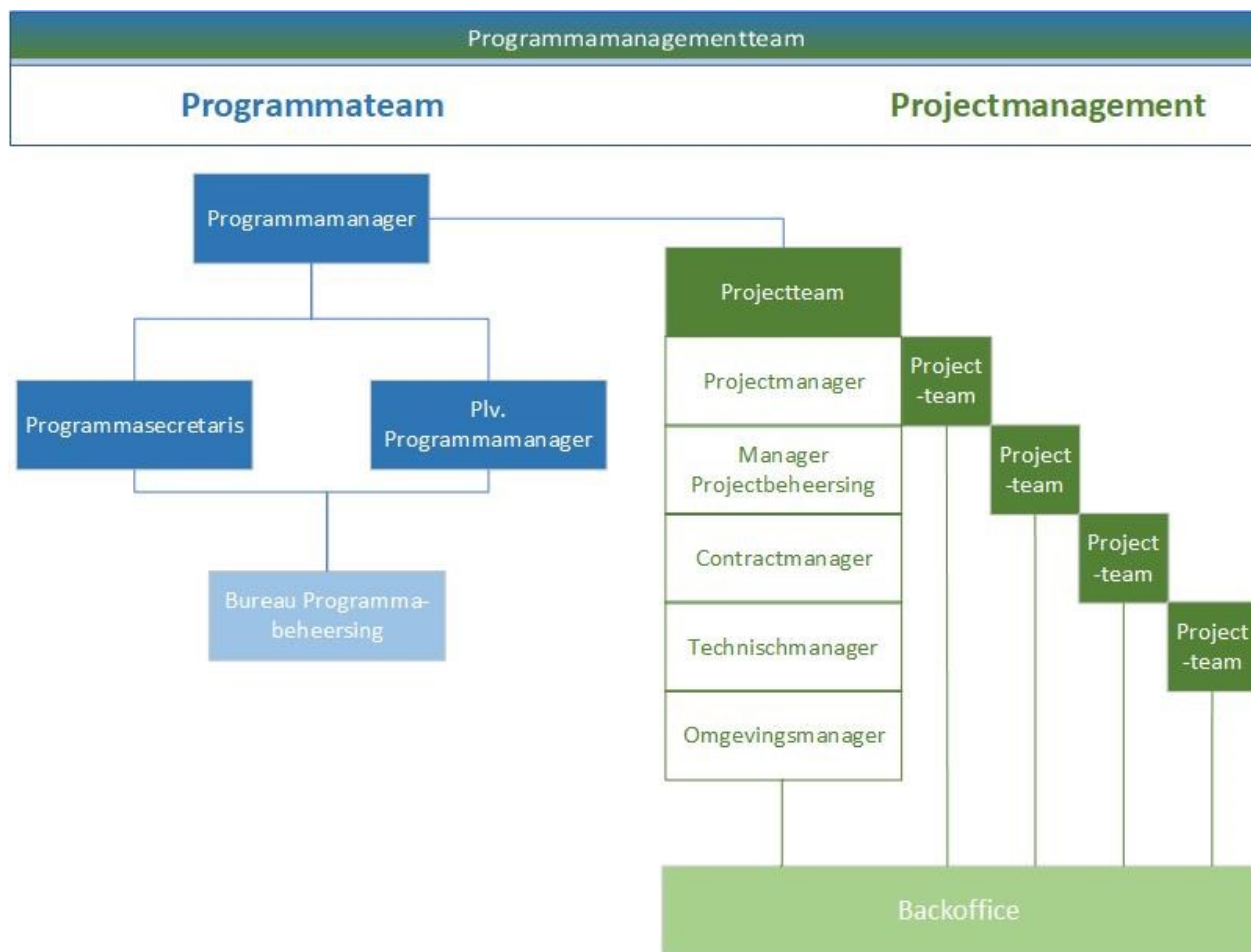 Programmamanagementteam
Programmateam
Projectmanagement
Programmamanager
Programmasecretaris
Plv.
Programmamanager
Bureau Programma-
beheersing
Projectteam
Projectmanager
Manager
Projectbeheersing
Contractmanager
Technischmanager
Omgevingsmanager
Project
-team
Project
-team
Project
-team
Project
-team
Backoffice